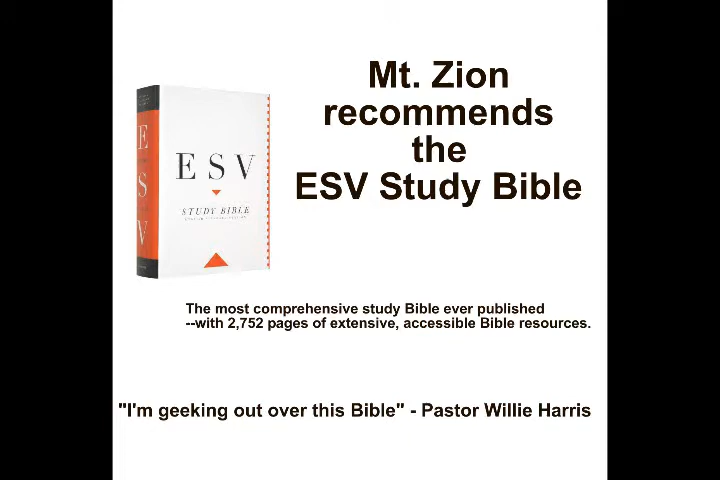 Mt. Zion
recommends
the
ESV Study Bible
E
S
V
ESV
STUDY BIBLE
The most comprehensive study Bible ever published
--with 2,752 pages of extensive, accessible Bible resources.
"I'm geeking out over this Bible" - Pastor Willie Harris